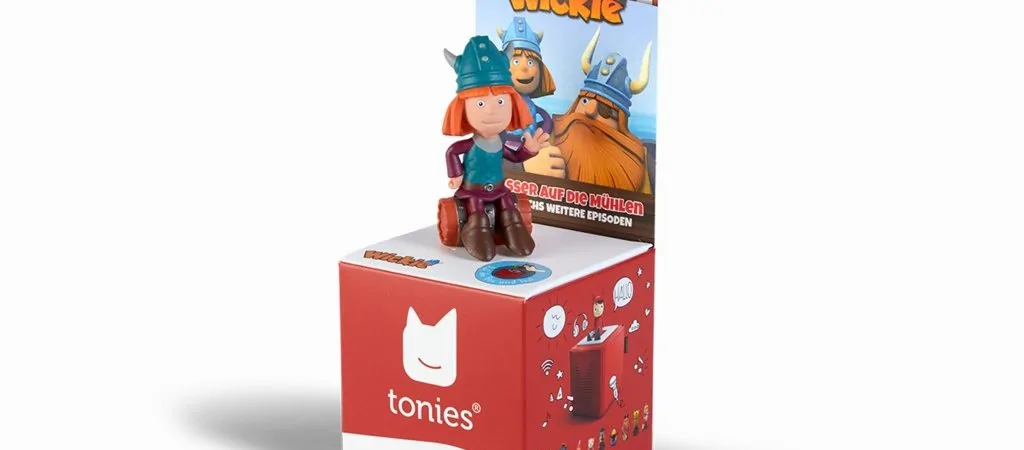 Wickie
SSER AUF DIE MÜHLEN
CHS WEITERE EPISODEN
Wickie
HALLO
tonies®